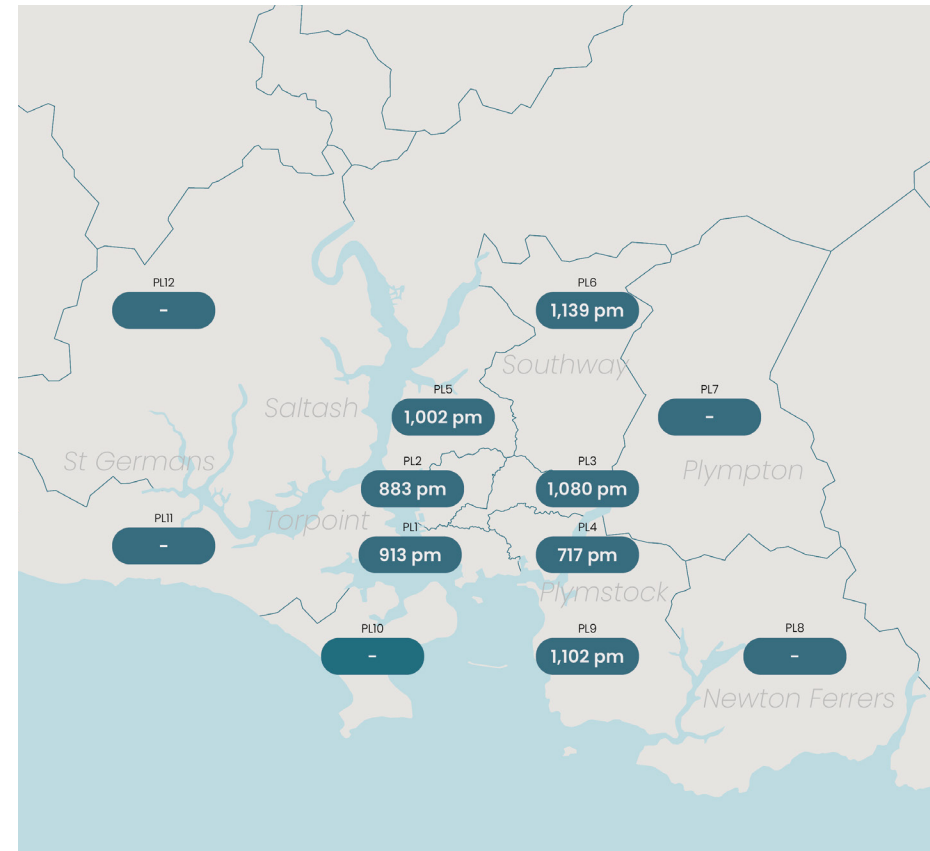 PL12
-
PL6
1,139 pm
Southway
PL5
1,002 pm
PL7
-
Saltash
St Germans
PL2
883 pm
PL3
1,080 pm
Plympton
PL11
-
Torpoint
PL1
913 pm
PL4
717 pm
Plymstock
PL10
-
PL9
1,102 pm
PL8
-
Newton Ferrers